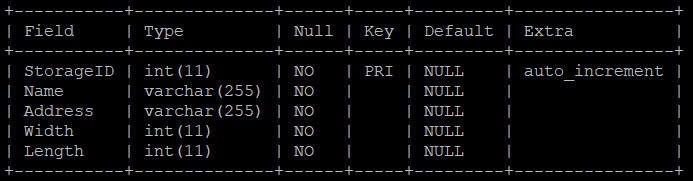 +-----------+--------------+------+-----+---------+----------------+
| Field     | Type         | Null | Key | Default | Extra          |
+-----------+--------------+------+-----+---------+----------------+
| StorageID | int(11)      | NO   | PRI | NULL    | auto_increment |
| Name      | varchar(255) | NO   |     | NULL    |                |
| Address   | varchar(255) | NO   |     | NULL    |                |
| Width     | int(11)      | NO   |     | NULL    |                |
| Length    | int(11)      | NO   |     | NULL    |                |
+-----------+--------------+------+-----+---------+----------------+